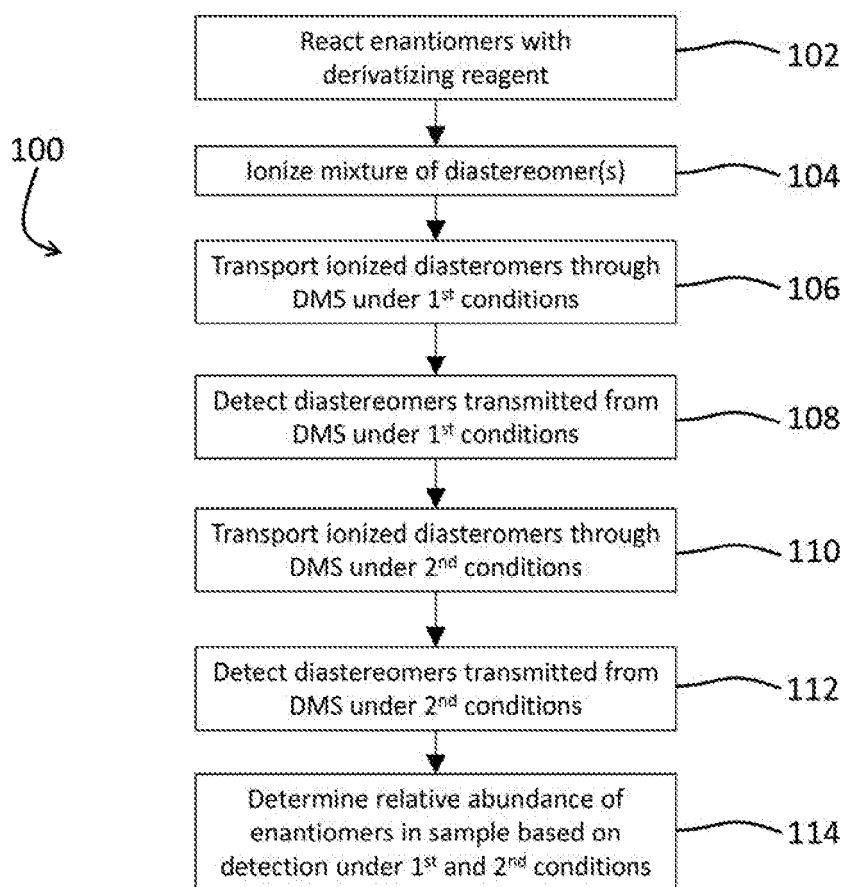 React enantiomers with
derivatizing reagent
102
100
Ionize mixture of diastereomer(s)
104
Transport ionized diasteromers through
DMS under 1st conditions
106
Detect diastereomers transmitted from
DMS under 1st conditions
108
Transport ionized diasteromers through
DMS under 2nd conditions
110
Detect diastereomers transmitted from
DMS under 2nd conditions
112
Determine relative abundance of
enantiomers in sample based on
detection under 1st and 2nd conditions
114